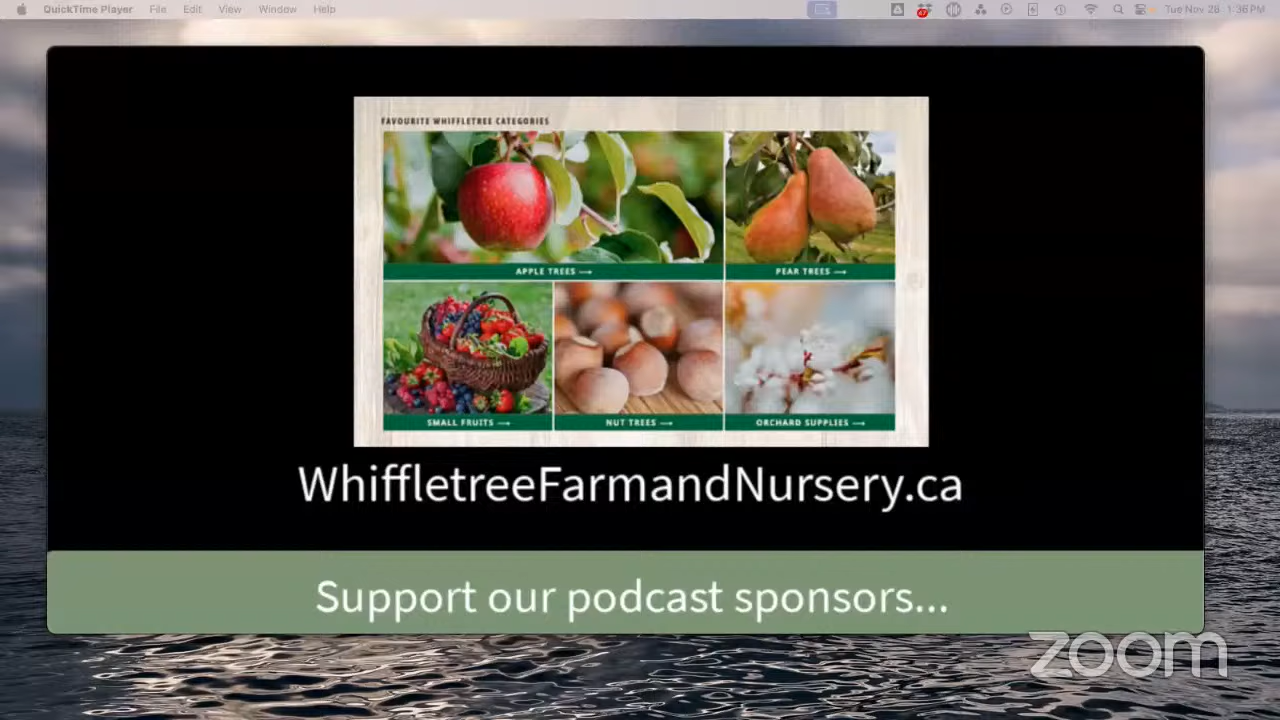 QuickTime Player File Edit View Window Help Tue Nov 28 1:36 PM
FAVOURITE WHIFFLETREE CATEGORIES
APPLE TREES → PEAR TREES →
SMALL FRUITS → NUT TREES → ORCHARD SUPPLIES →
WhiffletreeFarmandNursery.ca
Support our podcast sponsors...
zoom